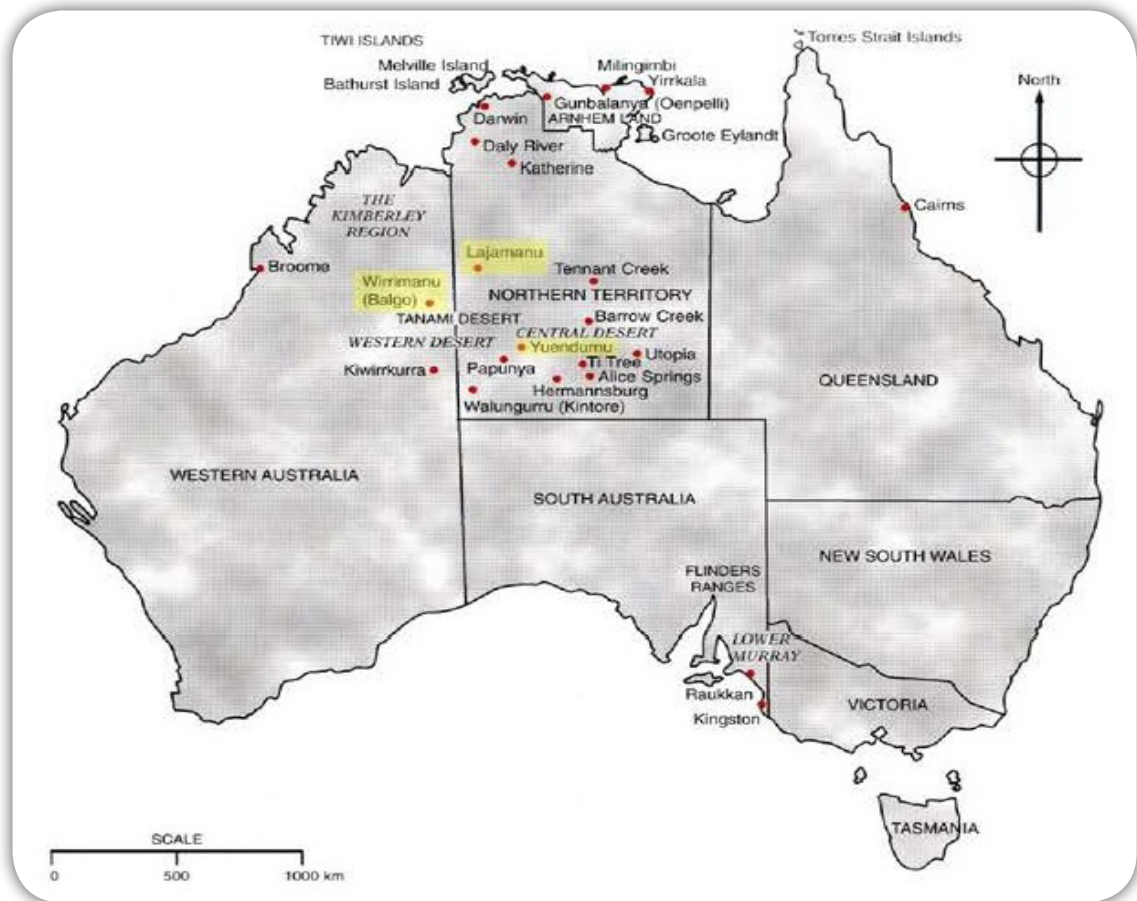 TIWI ISLANDS
Torres Strait Islands
Melville Island
Bathurst Island
Milingimbi
Yirrkala
North
Gunbalanya (Oenpelli)
Darwin
ARNHEM LAND
Groote Eylandt
Daly River
Katherine
THE
KIMBERLEY
REGION
Cairns
Broome
Lajamanu
Tennant Creek
Wirrimanu
(Balgo)
NORTHERN TERRITORY
TANAMI DESERT
Barrow Creek
CENTRAL DESERT
WESTERN DESERT
Yuendumu
Utopia
Kiwirrkurra
Papunya
Ti Tree
Alice Springs
Hermannsburg
Walungurru (Kintore)
QUEENSLAND
WESTERN AUSTRALIA
SOUTH AUSTRALIA
NEW SOUTH WALES
FLINDERS
RANGES
LOWER
MURRAY
Raukkan
Kingston
VICTORIA
TASMANIA
SCALE
0 500 1000 km